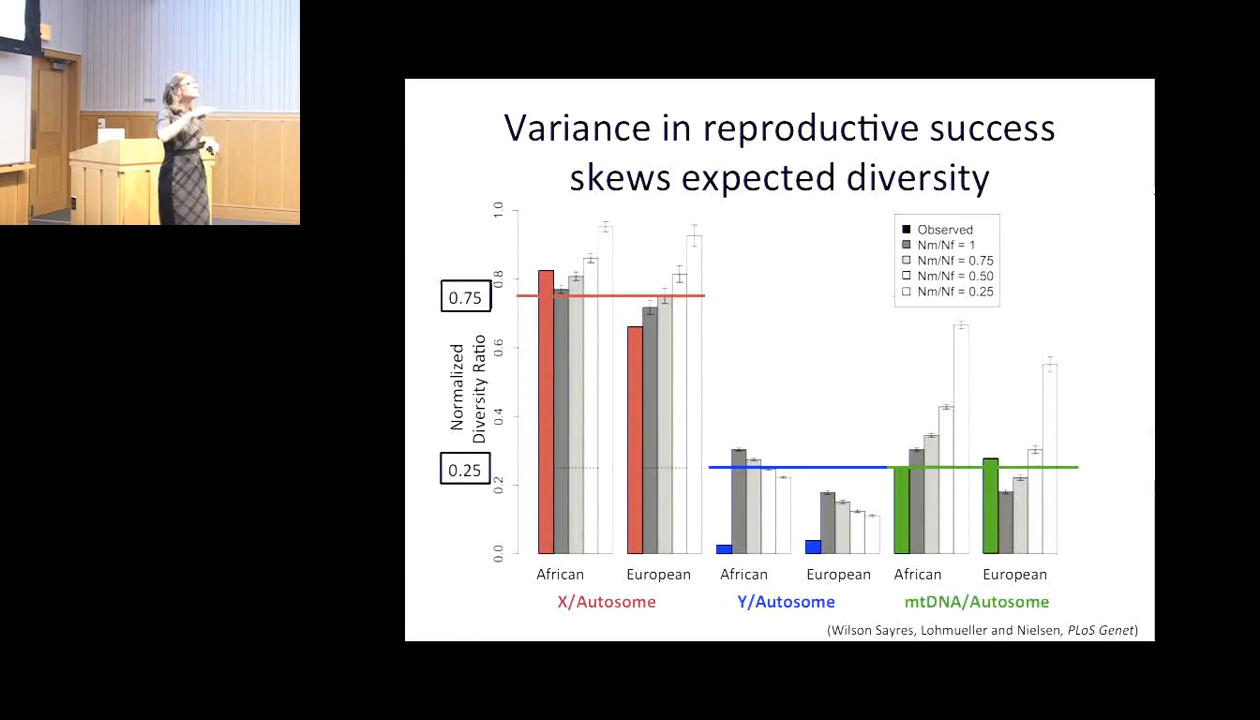 Variance in reproductive success
skews expected diversity
1.0
0.8
0.6
0.4
0.2
0.0
0.75
0.25
Normalized
Diversity Ratio
Observed
Nm/Nf = 1
Nm/Nf = 0.75
Nm/Nf = 0.50
Nm/Nf = 0.25
African European African European African European
X/Autosome Y/Autosome mtDNA/Autosome
(Wilson Sayres, Lohmueller and Nielsen, PLoS Genet)